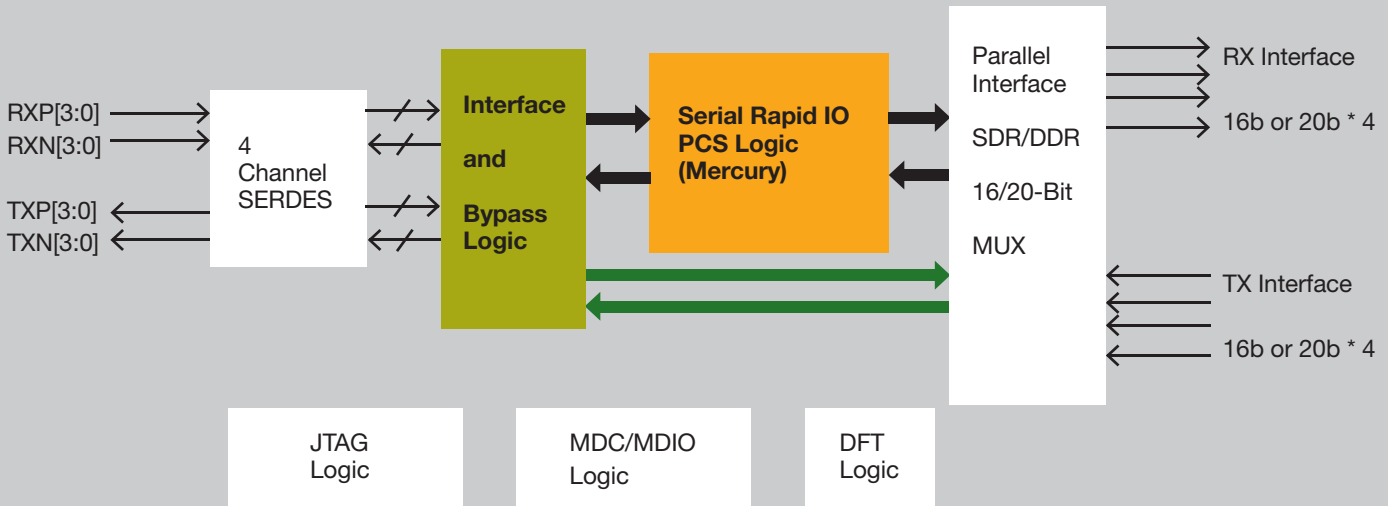 RXP[3:0]
RXN[3:0]
TXP[3:0]
TXN[3:0]
4
Channel
SERDES
Interface
and
Bypass
Logic
Serial Rapid IO
PCS Logic
(Mercury)
Parallel
Interface
SDR/DDR
16/20-Bit
MUX
RX Interface
16b or 20b * 4
TX Interface
16b or 20b * 4
JTAG
Logic
MDC/MDIO
Logic
DFT
Logic